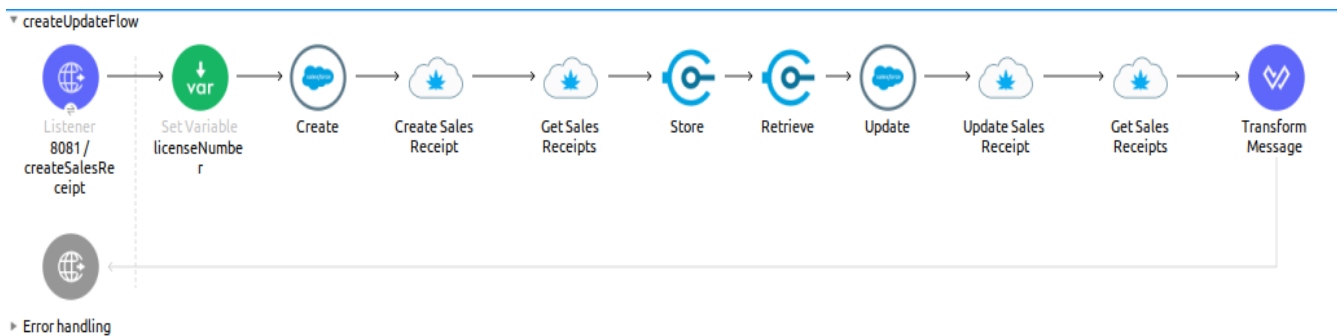 createUpdateFlow
var
Listener
8081 /
createSalesRe
ceipt
Set Variable
licenseNumbe
r
Create
Create Sales
Receipt
Get Sales
Receipts
Store
Retrieve
Update
Update Sales
Receipt
Get Sales
Receipts
Transform
Message
Error handling